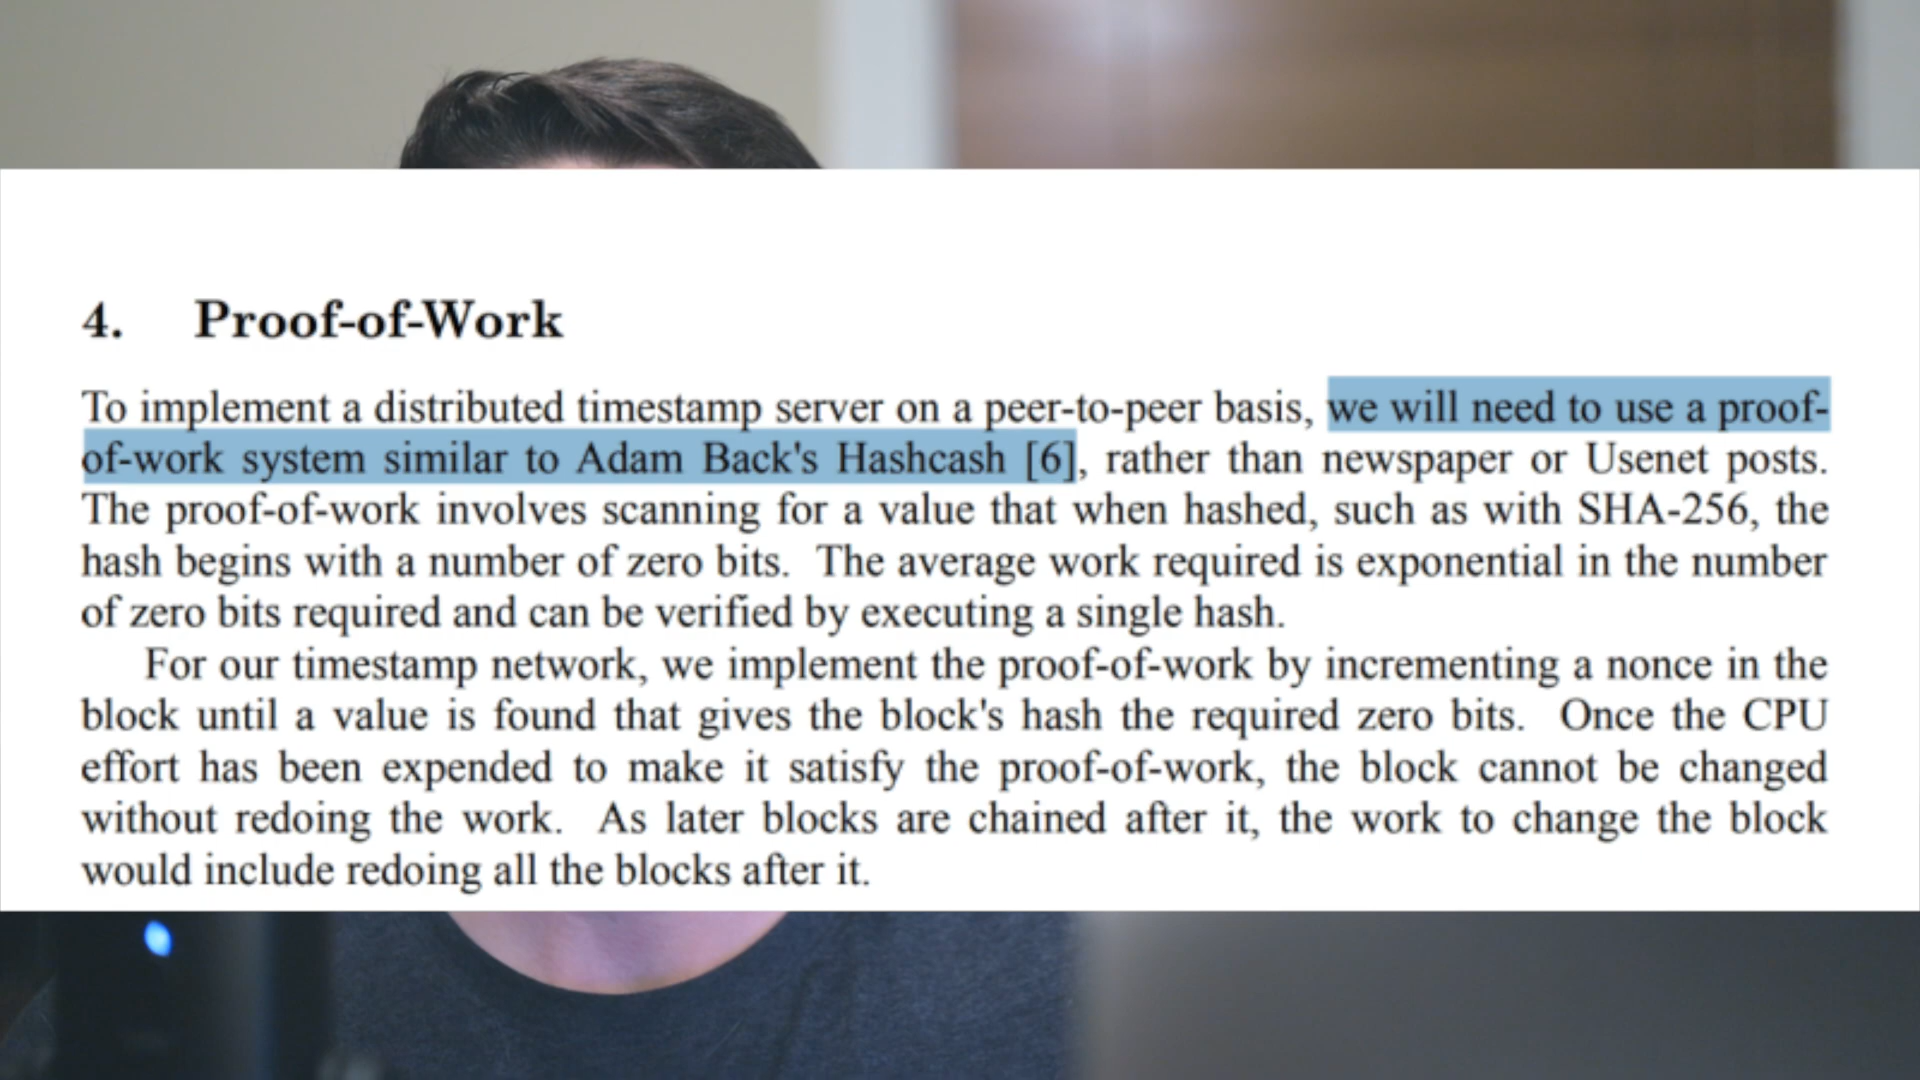 4. Proof-of-Work
To implement a distributed timestamp server on a peer-to-peer basis, we will need to use a proof-
of-work system similar to Adam Back's Hashcash [6], rather than newspaper or Usenet posts.
The proof-of-work involves scanning for a value that when hashed, such as with SHA-256, the
hash begins with a number of zero bits. The average work required is exponential in the number
of zero bits required and can be verified by executing a single hash.
For our timestamp network, we implement the proof-of-work by incrementing a nonce in the
block until a value is found that gives the block's hash the required zero bits. Once the CPU
effort has been expended to make it satisfy the proof-of-work, the block cannot be changed
without redoing the work. As later blocks are chained after it, the work to change the block
would include redoing all the blocks after it.